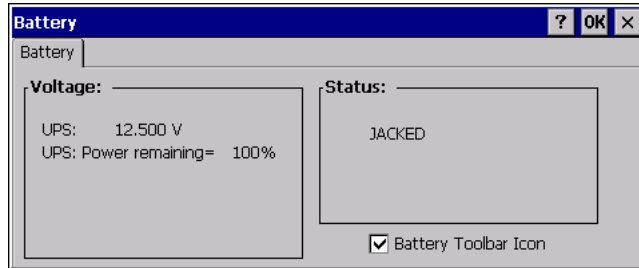 Battery ? OK ×
Battery
Voltage:
UPS: 12.500 V
UPS: Power remaining= 100%
Status:
JACKED
Battery Toolbar Icon